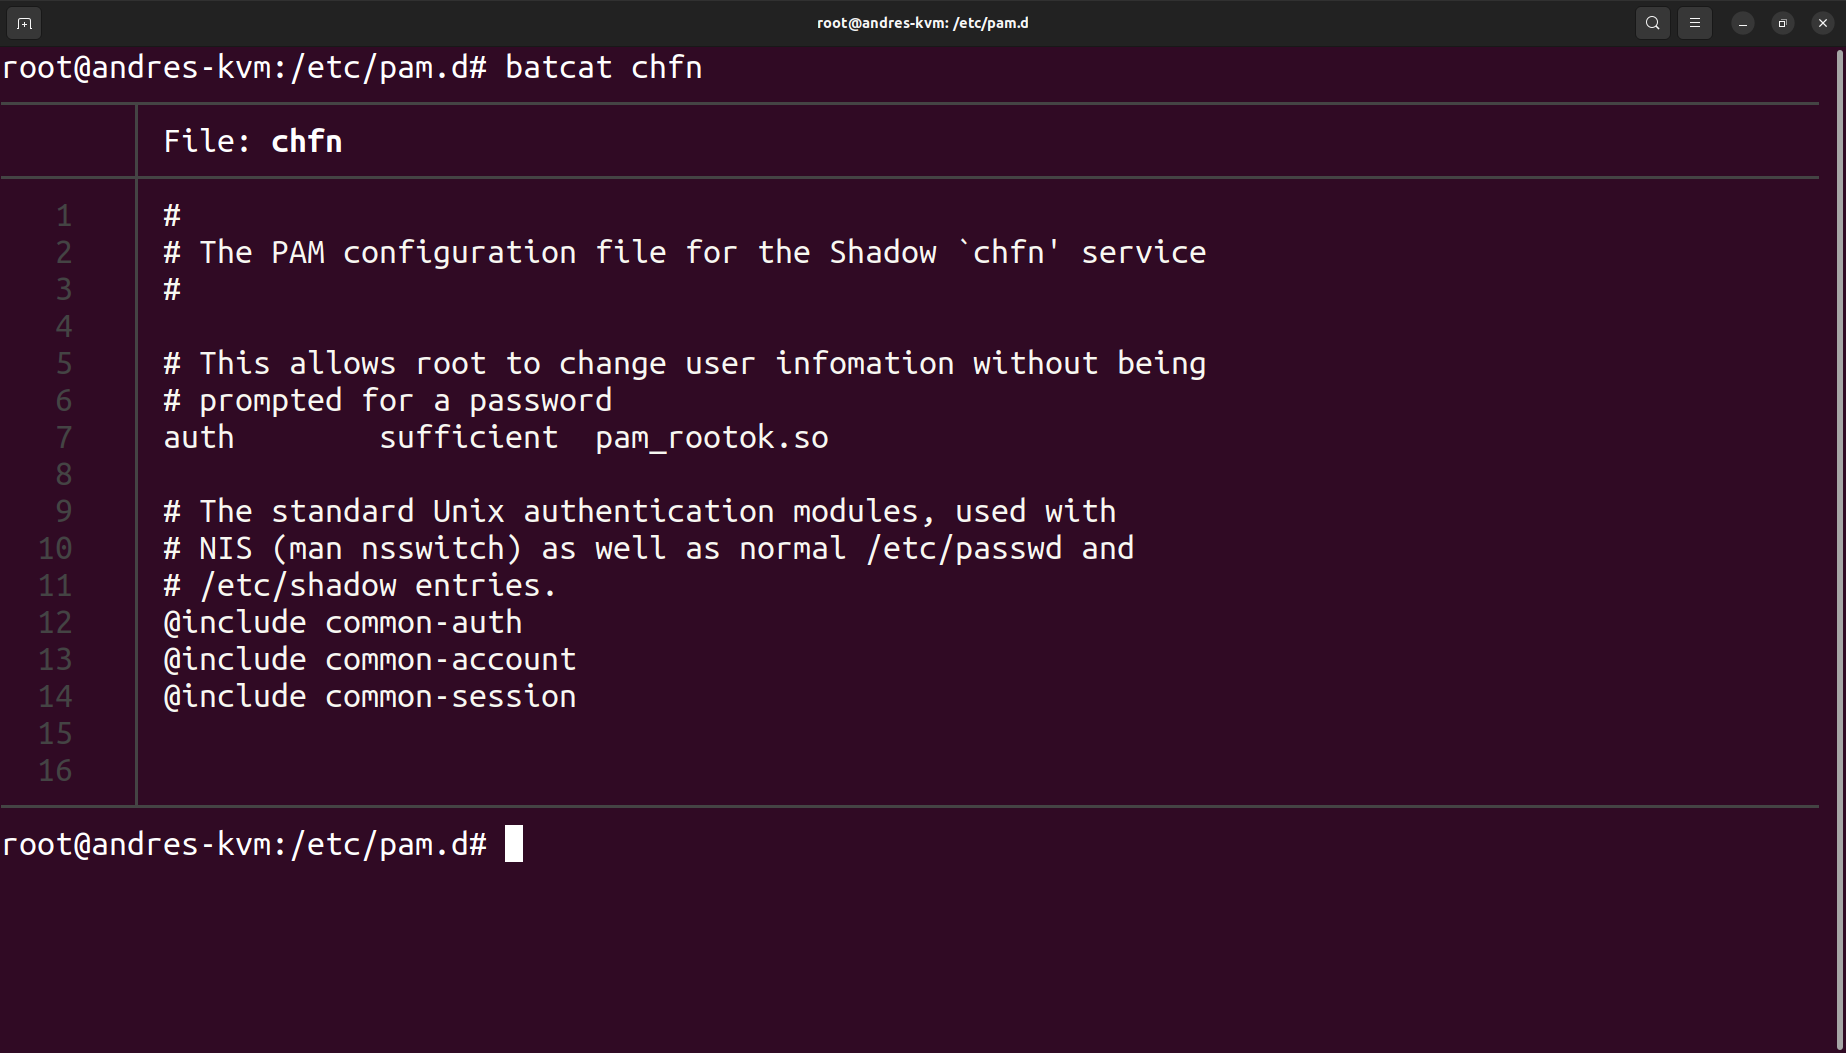 root@andres-kvm: /etc/pam.d
root@andres-kvm:/etc/pam.d# batcat chfn
File: chfn
1 #
2 # The PAM configuration file for the Shadow `chfn' service
3 #
4
5 # This allows root to change user infomation without being
6 # prompted for a password
7 auth sufficient pam_rootok.so
8
9 # The standard Unix authentication modules, used with
10 # NIS (man nsswitch) as well as normal /etc/passwd and
11 # /etc/shadow entries.
12 @include common-auth
13 @include common-account
14 @include common-session
15
16
root@andres-kvm:/etc/pam.d#